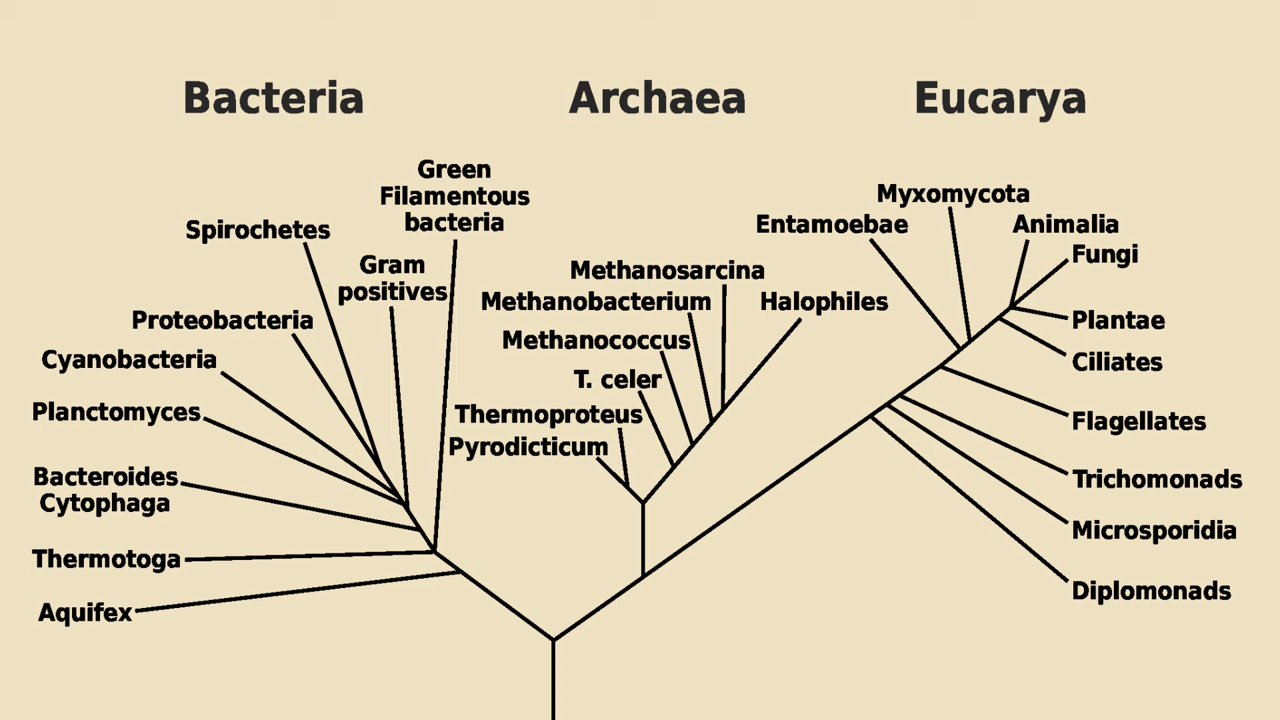 Bacteria
Archaea
Eucarya
Green
Filamentous
bacteria
Spirochetes
Gram
positives
Proteobacteria
Cyanobacteria
Planctomyces
Bacteroides
Cytophaga
Thermotoga
Aquifex
Methanosarcina
Methanobacterium
Halophiles
Methanococcus
T. celer
Thermoproteus
Pyrodicticum
Myxomycota
Entamoebae
Animalia
Fungi
Plantae
Ciliates
Flagellates
Trichomonads
Microsporidia
Diplomonads